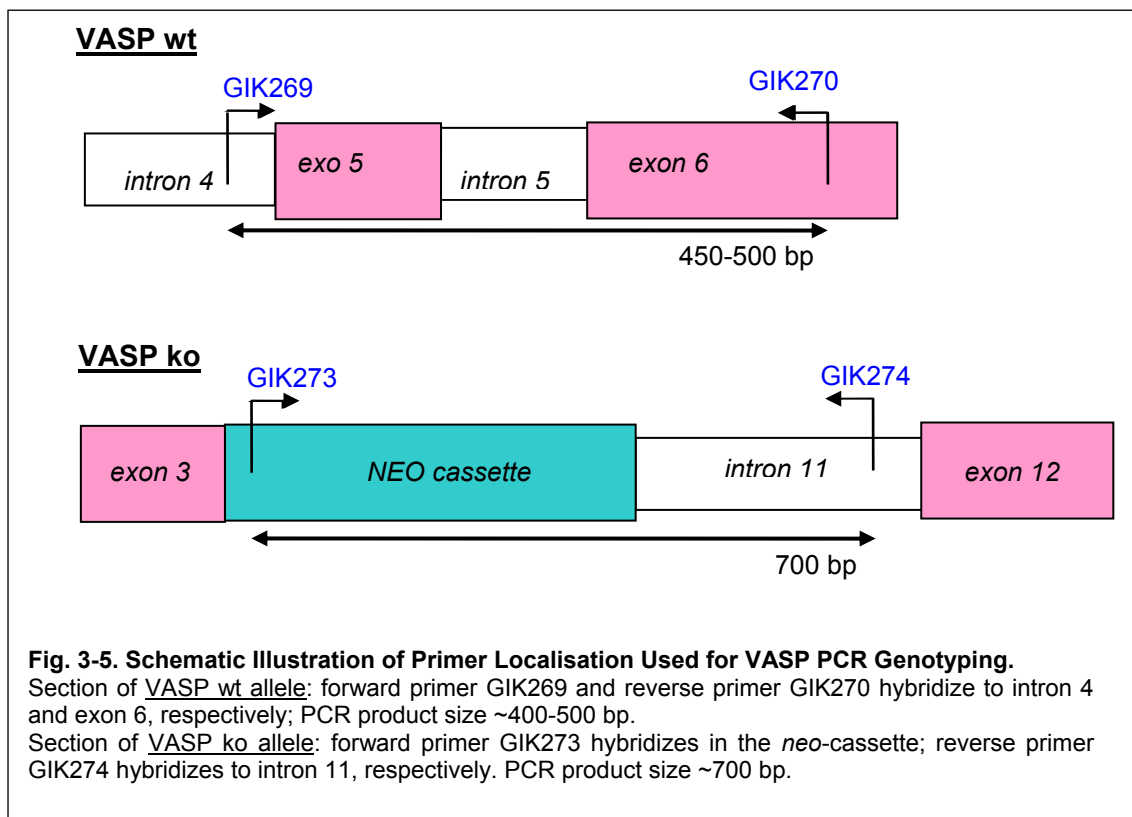 VASP wt
GIK269
GIK270
intron 4
exo 5
intron 5
exon 6
450-500 bp
VASP ko
GIK273
GIK274
exon 3
NEO cassette
intron 11
exon 12
700 bp
Fig. 3-5. Schematic Illustration of Primer Localisation Used for VASP PCR Genotyping.
Section of VASP wt allele: forward primer GIK269 and reverse primer GIK270 hybridize to intron 4
and exon 6, respectively; PCR product size ~400-500 bp.
Section of VASP ko allele: forward primer GIK273 hybridizes in the neo-cassette; reverse primer
GIK274 hybridizes to intron 11, respectively. PCR product size ~700 bp.